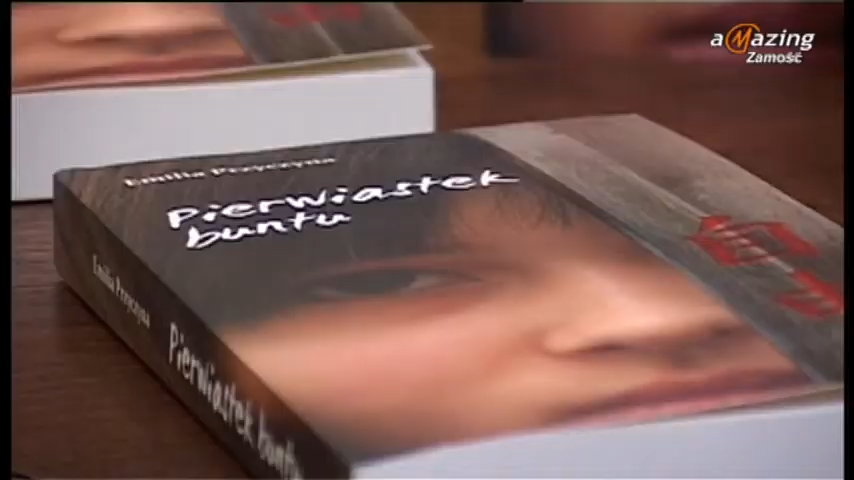 aMazing
Zamość
Emilia Przyczyna
Pierwiastek
buntu
Emilia Przyczyna
Pierwiastek buntu